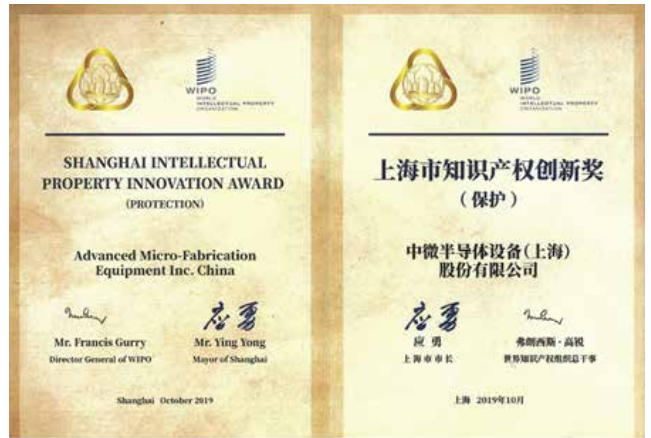 WIPO
WORLD
INTELLECTUAL PROPERTY
ORGANIZATION
SHANGHAI INTELLECTUAL
PROPERTY INNOVATION AWARD
(PROTECTION)
Advanced Micro-Fabrication
Equipment Inc. China
应勇
Mr. Francis Gurry
Mr. Ying Yong
Director General of WIPO
Mayor of Shanghai
Shanghai October 2019
WIPO
WORLD
INTELLECTUAL PROPERTY
ORGANIZATION
上海市知识产权创新奖
(保护)
中微半导体设备(上海)
股份有限公司
应勇
应 勇
弗朗西斯·高锐
上海市市长
世界知识产权组织总干事
上海 2019年10月